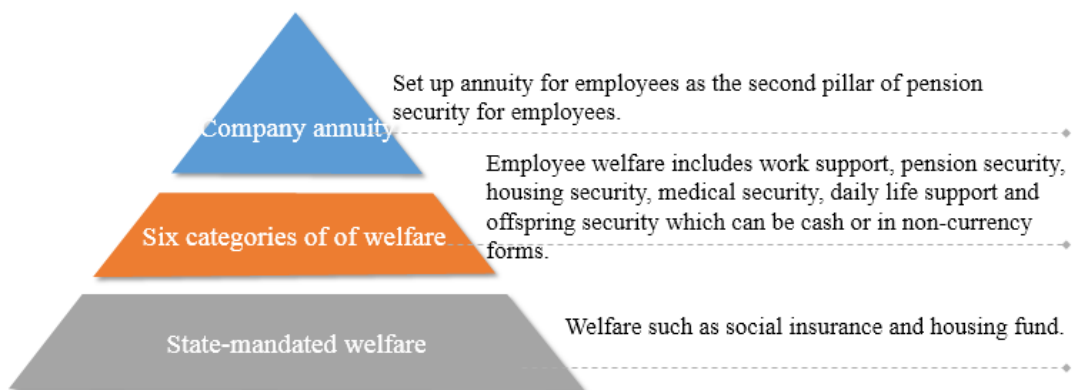 Set up annuity for employees as the second pillar of pension
security for employees.
Company annuity
Employee welfare includes work support, pension security,
housing security, medical security, daily life support and
offspring security which can be cash or in non-currency
forms.
Six categories of of welfare
Welfare such as social insurance and housing fund.
State-mandated welfare